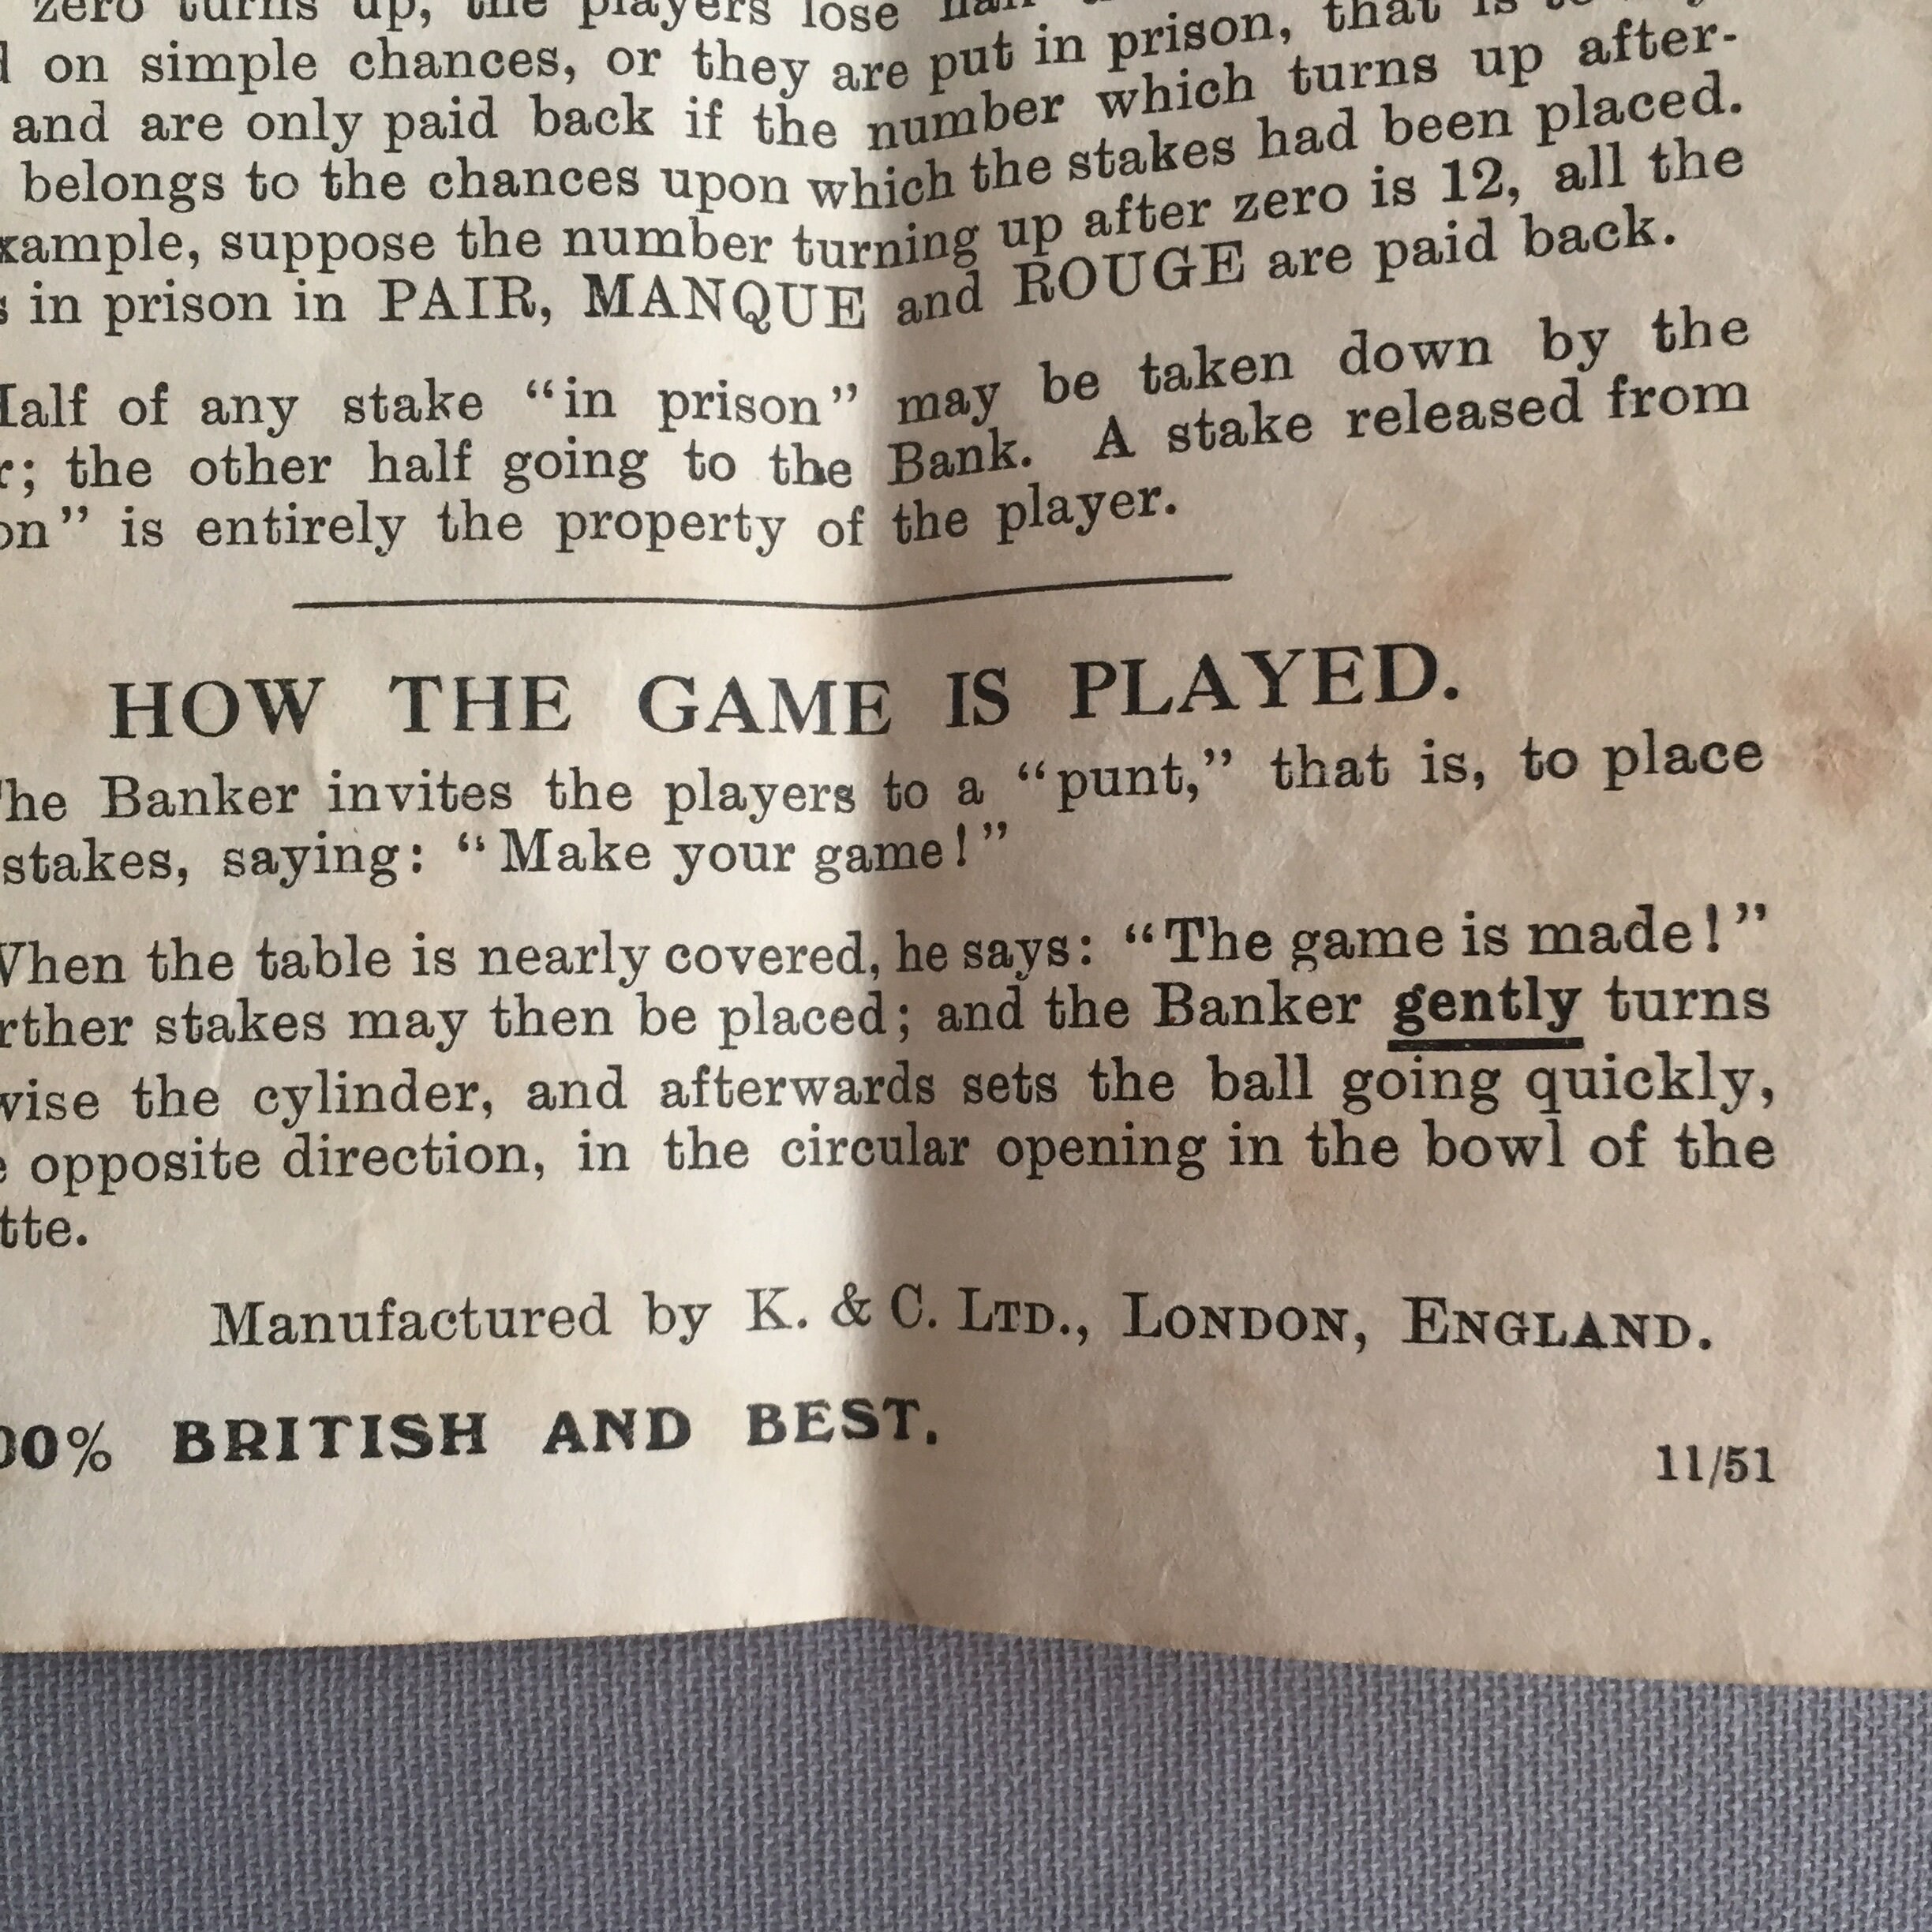 zero turns up, the players lose
on simple chances, or they are put in prison, that is
and are only paid back if the number which turns up after-
belongs to the chances upon which the stakes had been placed.
xample, suppose the number turning up after zero is 12, all the
s in prison in PAIR, MANQUE and ROUGE are paid back.
Half of any stake “in prison” may be taken down by the
r; the other half going to the Bank. A stake released from
on” is entirely the property of the player.
HOW THE GAME IS PLAYED.
The Banker invites the players to a “punt,” that is, to place
stakes, saying: “Make your game!”
When the table is nearly covered, he says: “The game is made!”
rther stakes may then be placed; and the Banker gently turns
wise the cylinder, and afterwards sets the ball going quickly,
e opposite direction, in the circular opening in the bowl of the
tte.
Manufactured by K. & C. LTD., LONDON, ENGLAND.
00% BRITISH AND BEST.
11/51